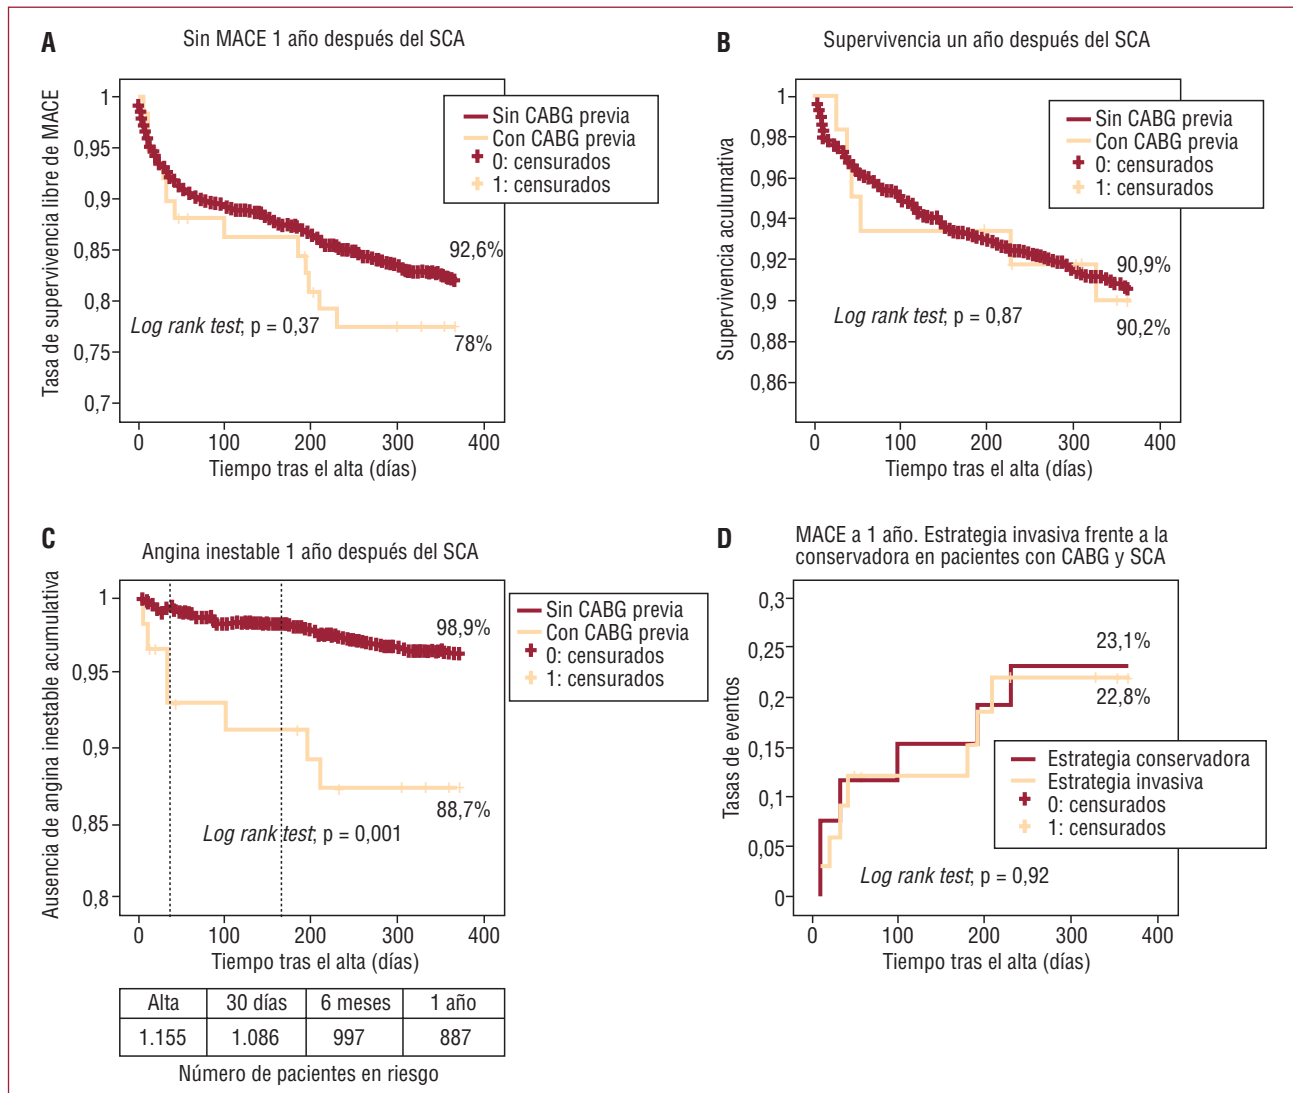 A
Sin MACE 1 año después del SCA
Tasa de supervivencia libre de MACE
1
0,95
0,9
0,85
0,8
0,75
0,7
Sin CABG previa
Con CABG previa
0: censurados
1: censurados
92,6%
78%
Log rank test; p = 0,37
0
100
200
300
400
Tiempo tras el alta (días)
B
Supervivencia un año después del SCA
Supervivencia aculumativa
1
0,98
0,96
0,94
0,92
0,9
0,88
0,86
Sin CABG previa
Con CABG previa
0: censurados
1: censurados
90,9%
90,2%
Log rank test; p = 0,87
0
100
200
300
400
Tiempo tras el alta (días)
C
Angina inestable 1 año después del SCA
Ausencia de angina inestable acumulativa
1
0,95
0,9
0,85
0,8
Sin CABG previa
Con CABG previa
0: censurados
1: censurados
98,9%
88,7%
Log rank test; p = 0,001
0
100
200
300
400
Tiempo tras el alta (días)
Alta 30 días 6 meses 1 año
1.155 1.086 997 887
Número de pacientes en riesgo
D
MACE a 1 año. Estrategia invasiva frente a la
conservadora en pacientes con CABG y SCA
Tasas de eventos
0,3
0,25
0,2
0,15
0,1
0,05
0
23,1%
22,8%
Estrategia conservadora
Estrategia invasiva
0: censurados
1: censurados
Log rank test; p = 0,92
0
100
200
300
400
Tiempo tras el alta (días)